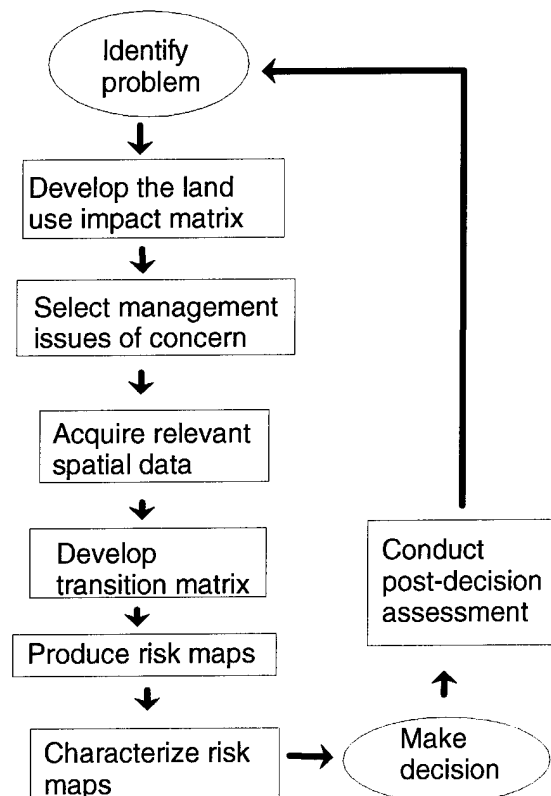 Identify
problem
Develop the land
use impact matrix
Select management
issues of concern
Acquire relevant
spatial data
Develop
transition matrix
Produce risk maps
Characterize risk
maps
Make
decision
Conduct
post-decision
assessment